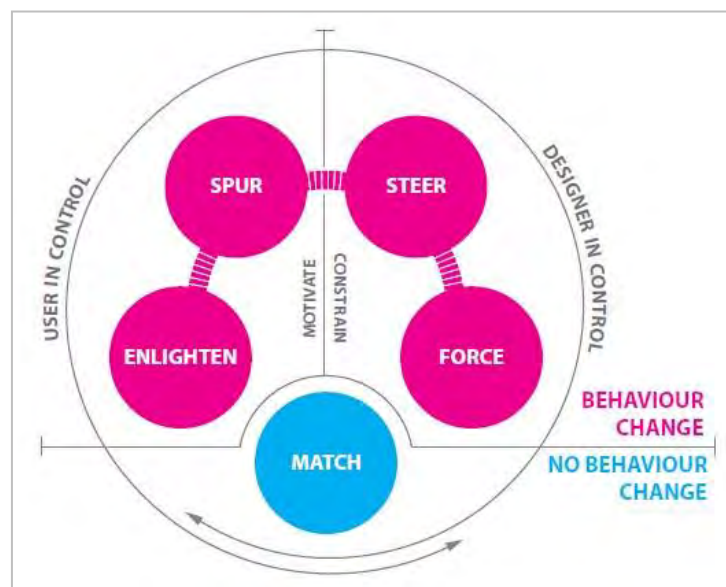 SPUR
STEER
USER IN CONTROL
DESIGNER IN CONTROL
MOTIVATE
CONSTRAIN
ENLIGHTEN
FORCE
BEHAVIOUR
CHANGE
MATCH
NO BEHAVIOUR
CHANGE